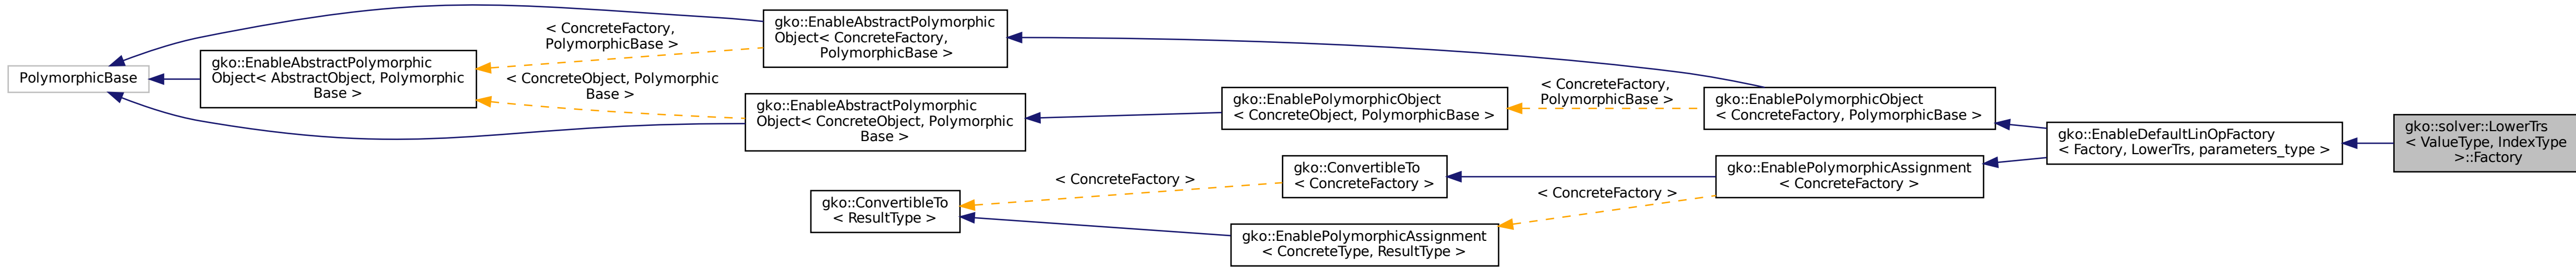 PolymorphicBase
gko::EnableAbstractPolymorphic
Object< AbstractObject, Polymorphic
Base >
< ConcreteFactory,
PolymorphicBase >
< ConcreteObject, Polymorphic
Base >
gko::EnableAbstractPolymorphic
Object< ConcreteFactory,
PolymorphicBase >
gko::EnableAbstractPolymorphic
Object< ConcreteObject, Polymorphic
Base >
gko::ConvertibleTo
< ResultType >
< ConcreteFactory >
gko::EnablePolymorphicObject
< ConcreteObject, PolymorphicBase >
gko::ConvertibleTo
< ConcreteFactory >
gko::EnablePolymorphicAssignment
< ConcreteType, ResultType >
< ConcreteFactory,
PolymorphicBase >
< ConcreteFactory >
gko::EnablePolymorphicObject
< ConcreteFactory, PolymorphicBase >
gko::EnablePolymorphicAssignment
< ConcreteFactory >
gko::EnableDefaultLinOpFactory
< Factory, LowerTrs, parameters_type >
gko::solver::LowerTrs
< ValueType, IndexType
>::Factory